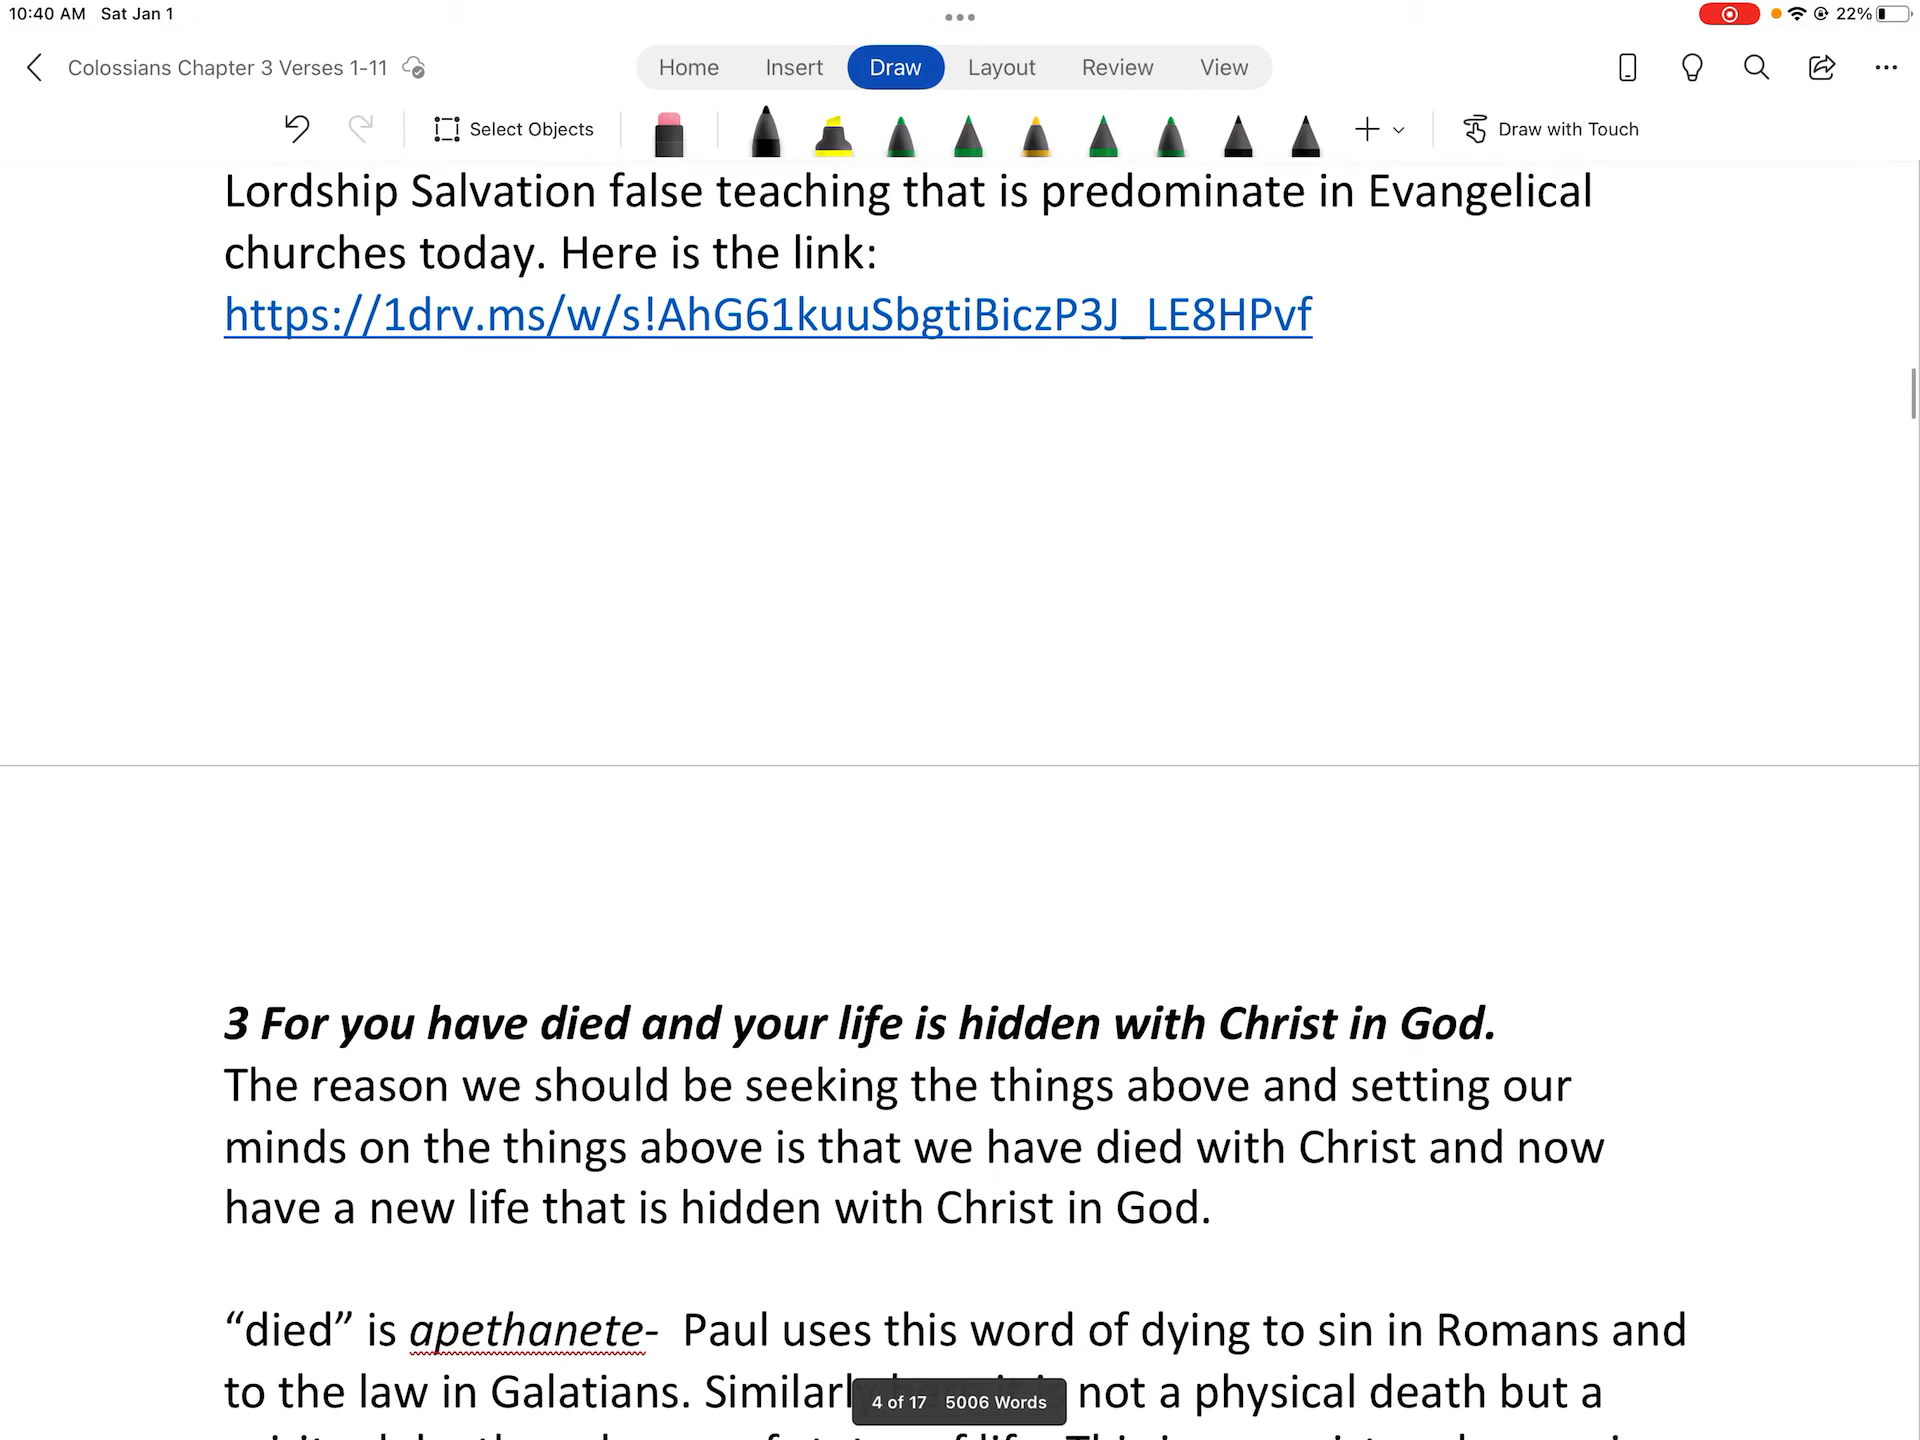 10:40 AM Sat Jan 1
22%
Colossians Chapter 3 Verses 1-11
Home Insert Draw Layout Review View
Select Objects
Draw with Touch
Lordship Salvation false teaching that is predominate in Evangelical
churches today. Here is the link:
https://1drv.ms/w/s!AhG61kuuSbgtiBiczP3J_LE8HPvf
3 For you have died and your life is hidden with Christ in God.
The reason we should be seeking the things above and setting our
minds on the things above is that we have died with Christ and now
have a new life that is hidden with Christ in God.
“died” is apethanete- Paul uses this word of dying to sin in Romans and
to the law in Galatians. Similarl not a physical death but a
4 of 17 5006 Words